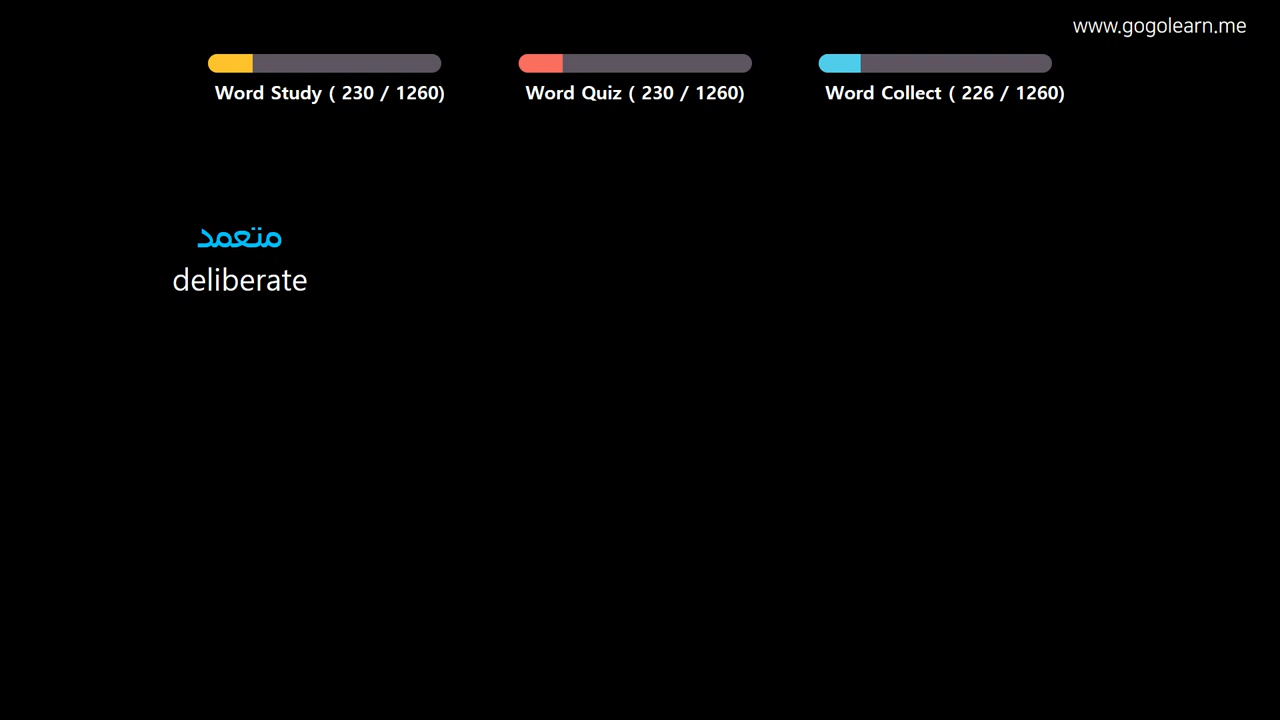 www.gogolearn.me
Word Study ( 230 / 1260)
Word Quiz ( 230 / 1260)
Word Collect ( 226 / 1260)
متعمد
deliberate